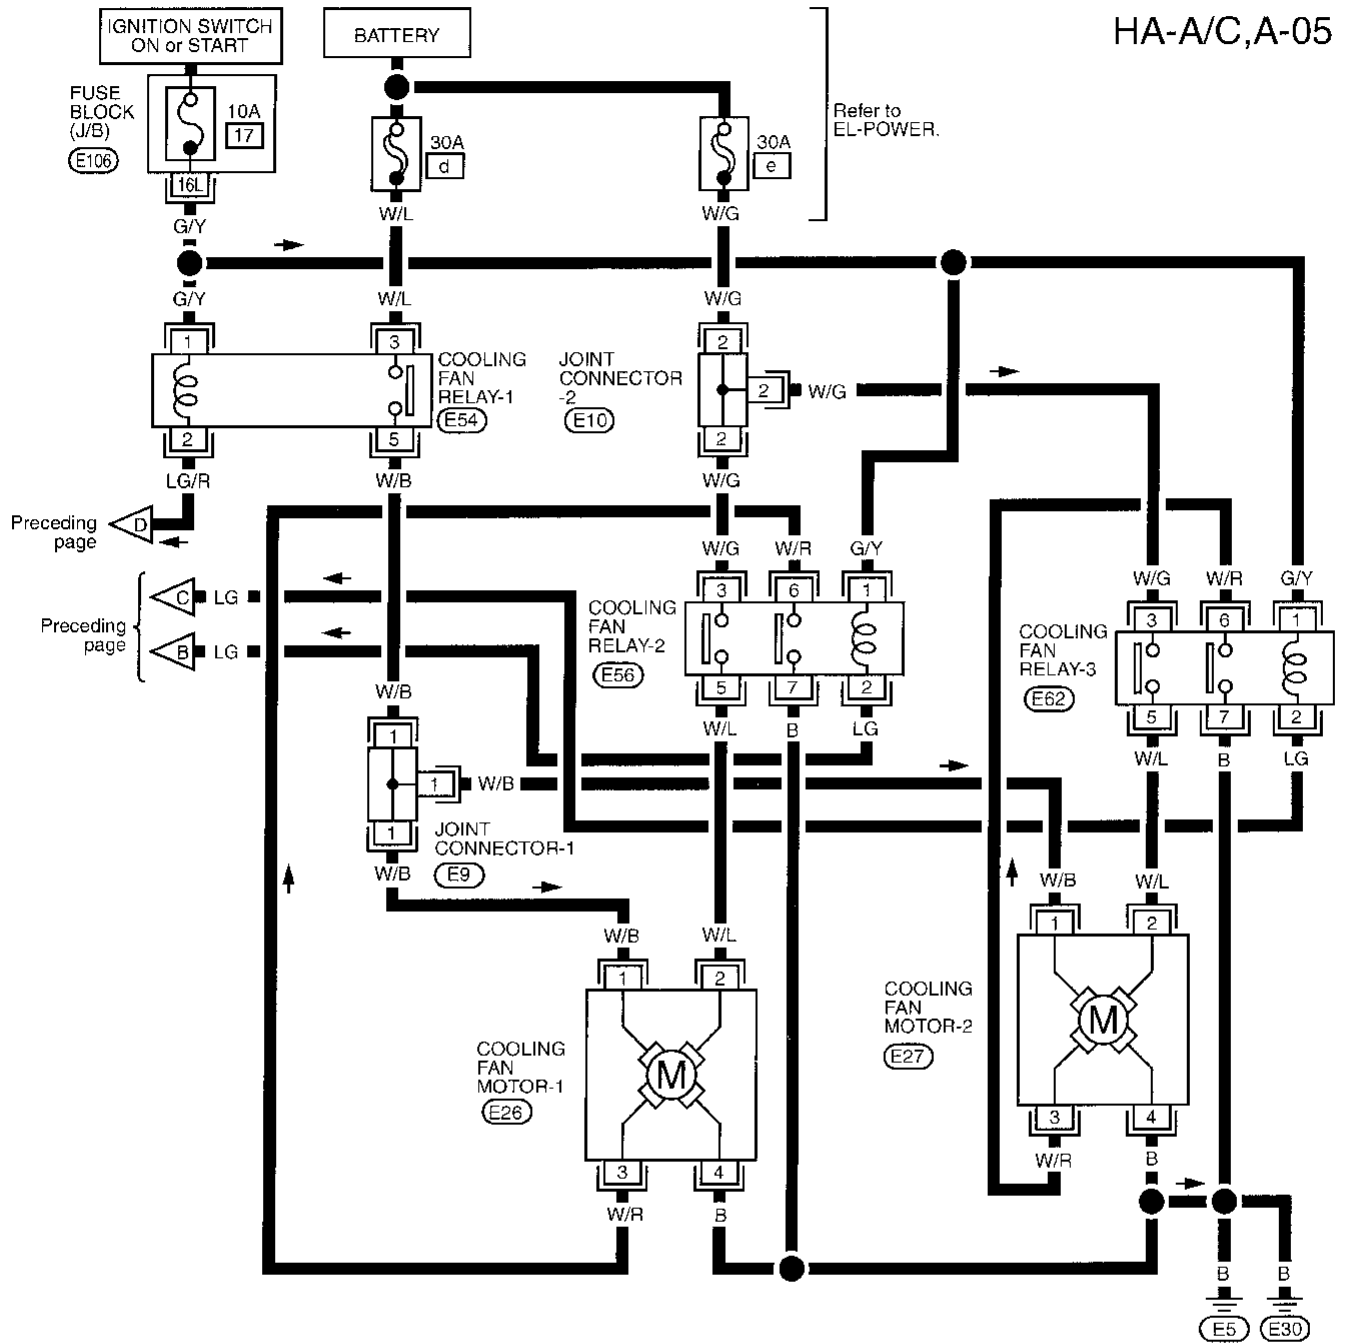 HA-A/C,A-05
IGNITION SWITCH
ON or START
BATTERY
FUSE
BLOCK
(J/B)
E106
10A
17
16L
30A
d
30A
e
Refer to
EL-POWER.
G/Y
W/L
W/G
G/Y
W/L
W/G
1
3
2
COOLING
FAN
RELAY-1
E54
JOINT
CONNECTOR
-2
E10
2
W/G
2
5
2
LG/R
W/B
W/G
Preceding
page
D
W/G
W/R
G/Y
W/G
W/R
G/Y
C
LG
Preceding
page
B
LG
3
6
1
COOLING
FAN
RELAY-2
E56
3
6
1
COOLING
FAN
RELAY-3
E62
5
7
2
5
7
2
W/B
W/L
B
LG
W/L
B
LG
1
1
W/B
1
JOINT
CONNECTOR-1
E9
W/B
W/B
W/L
W/B
W/L
1
2
1
2
COOLING
FAN
MOTOR-2
E27
M
COOLING
FAN
MOTOR-1
E26
M
3
4
W/R
B
3
4
W/R
B
B
B
E5
E30